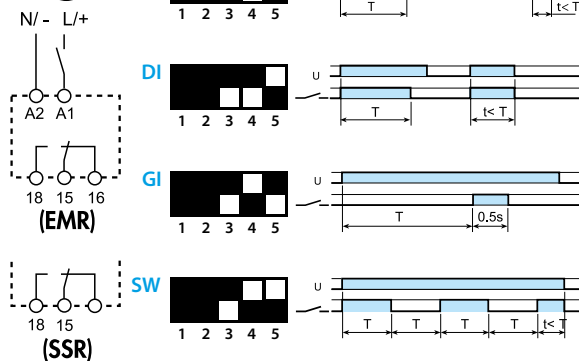 1 2 3 4 5
T
t< T
N/ - L/+
A2 A1
18 15 16
(EMR)
18 15
(SSR)
DI
1 2 3 4 5
U
T
t< T
GI
1 2 3 4 5
U
T
0.5s
SW
1 2 3 4 5
U
T
T
T
T
t< T